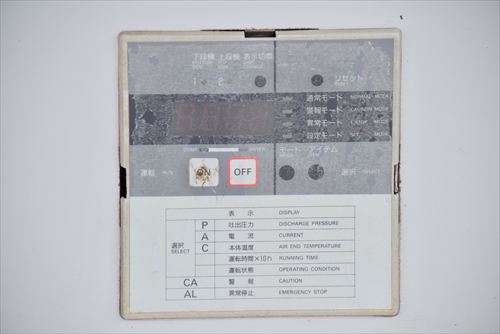 下段機 上段機 表示切替
1 2
リセット
RESET
通常モード NORMAL MODE
警報モード CAUTION MODE
異常モード E.STOP MODE
設定モード SET MODE
モード アイテム
運転 RUN ON OFF 選択 SELECT
表 示 DISPLAY
P 吐出圧力 DISCHARGE PRESSURE
A 電 流 CURRENT
選択 SELECT
C 本体温度 AIR END TEMPERATURE
運転時間×10h RUNNING TIME
運転状態 OPERATING CONDITION
CA 警 報 CAUTION
AL 異常停止 EMERGENCY STOP